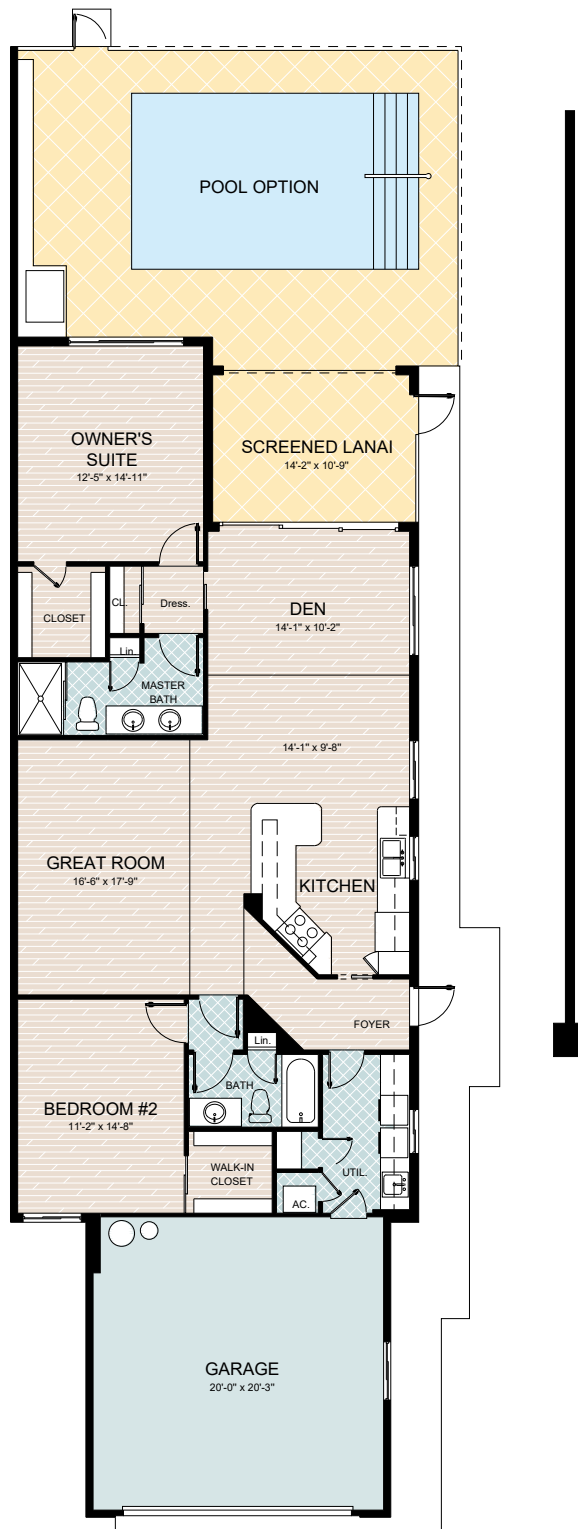 POOL OPTION
OWNER'S
SUITE
12'-5" x 14'-11"
SCREENED LANAI
14'-2" x 10'-9"
CLOSET
CL.
Dress.
DEN
14'-1" x 10'-2"
Lin
MASTER
BATH
14'-1" x 9'-8"
GREAT ROOM
16'-6" x 17'-9"
KITCHEN
FOYER
Lin.
BATH
BEDROOM #2
11'-2" x 14'-8"
WALK-IN
CLOSET
UTIL.
AC.
GARAGE
20'-0" x 20'-3"